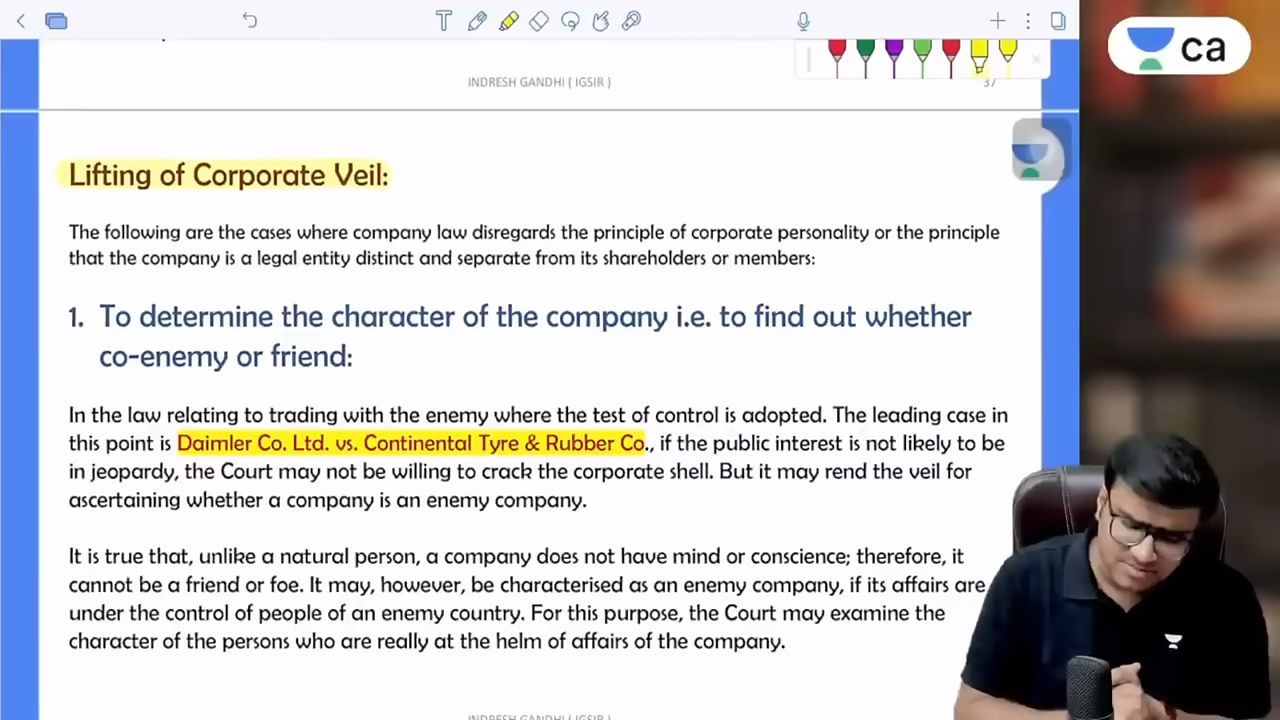 ca
INDRESH GANDHI ( IGSIR )
37
Lifting of Corporate Veil:
The following are the cases where company law disregards the principle of corporate personality or the principle
that the company is a legal entity distinct and separate from its shareholders or members:
1. To determine the character of the company i.e. to find out whether
co-enemy or friend:
In the law relating to trading with the enemy where the test of control is adopted. The leading case in
this point is Daimler Co. Ltd. vs. Continental Tyre & Rubber Co., if the public interest is not likely to be
in jeopardy, the Court may not be willing to crack the corporate shell. But it may rend the veil for
ascertaining whether a company is an enemy company.
It is true that, unlike a natural person, a company does not have mind or conscience; therefore, it
cannot be a friend or foe. It may, however, be characterised as an enemy company, if its affairs are
under the control of people of an enemy country. For this purpose, the Court may examine the
character of the persons who are really at the helm of affairs of the company.
INDRESH GANDHI ( IGSIR )